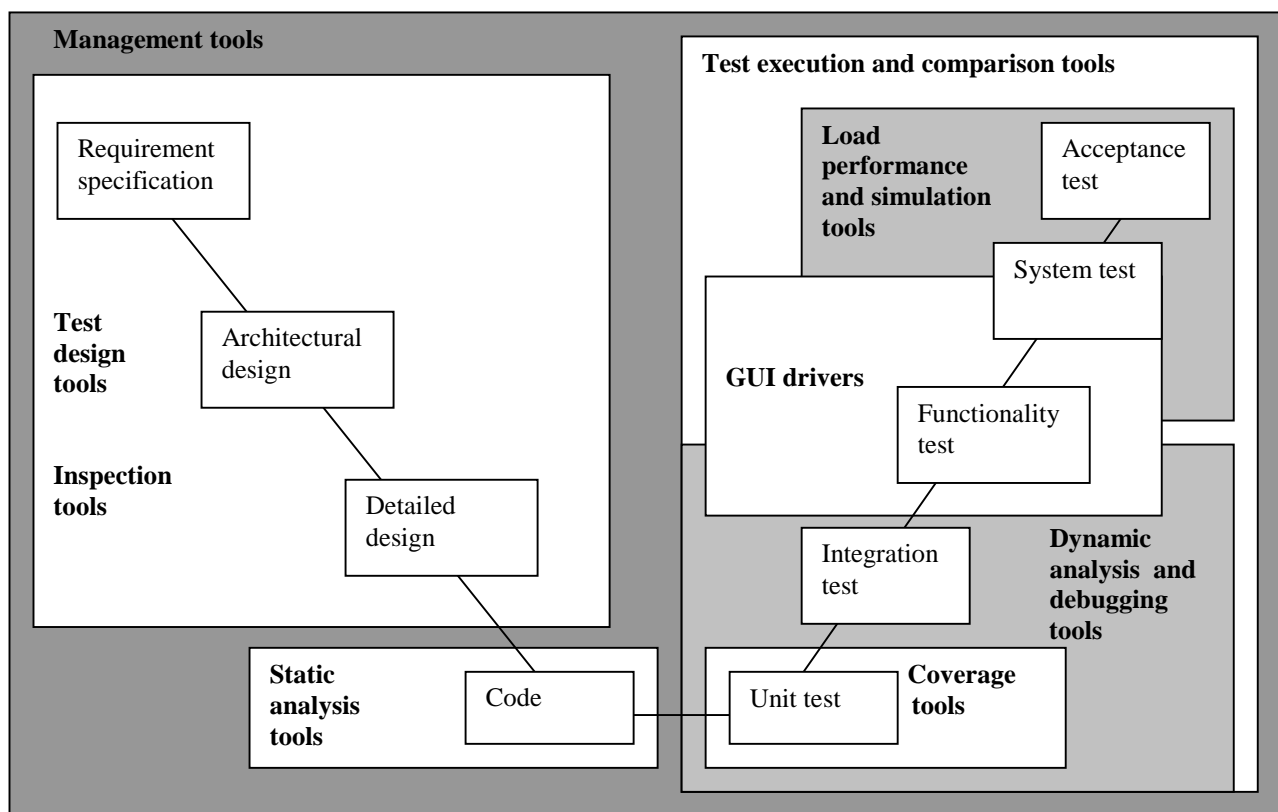 Management tools
Test execution and comparison tools
Requirement
specification
Load
performance
and simulation
tools
Acceptance
test
System test
Test
design
tools
Architectural
design
GUI drivers
Functionality
test
Inspection
tools
Detailed
design
Integration
test
Dynamic
analysis and
debugging
tools
Static
analysis
tools
Code
Unit test
Coverage
tools